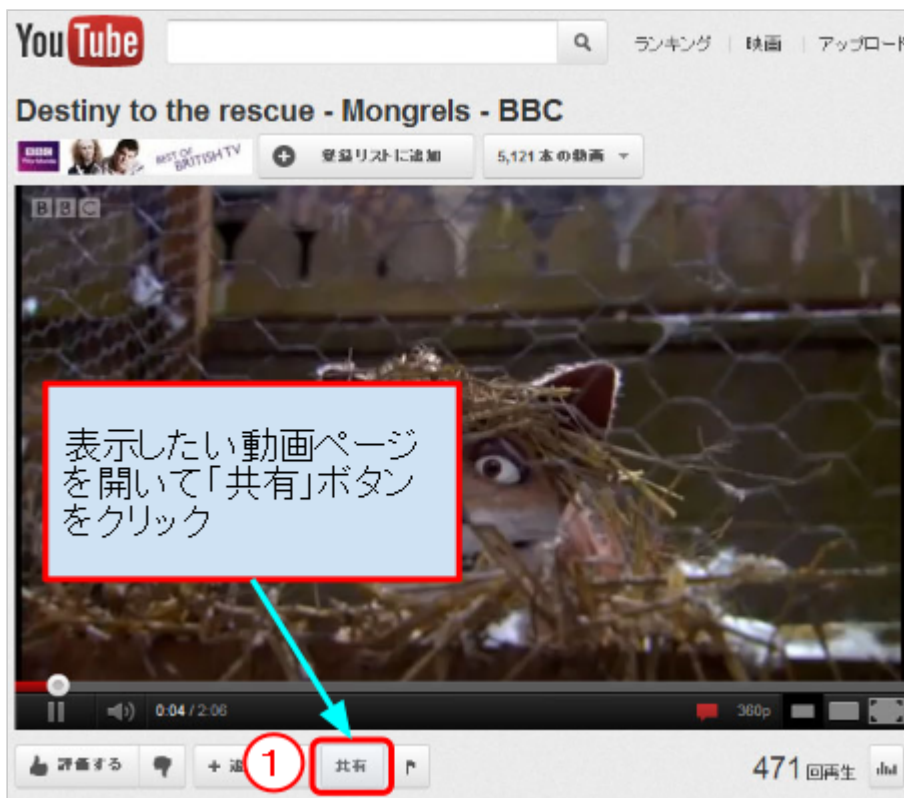 YouTube
ランキング | 映画 | アップロード
Destiny to the rescue - Mongrels - BBC
BEST OF BRITISH TV
登録リストに追加 5,121 本の動画
BBC
表示したい動画ページ
を開いて「共有」ボタン
をクリック
0:04 / 2:06 360p
評価する + 1 共有 471 回再生